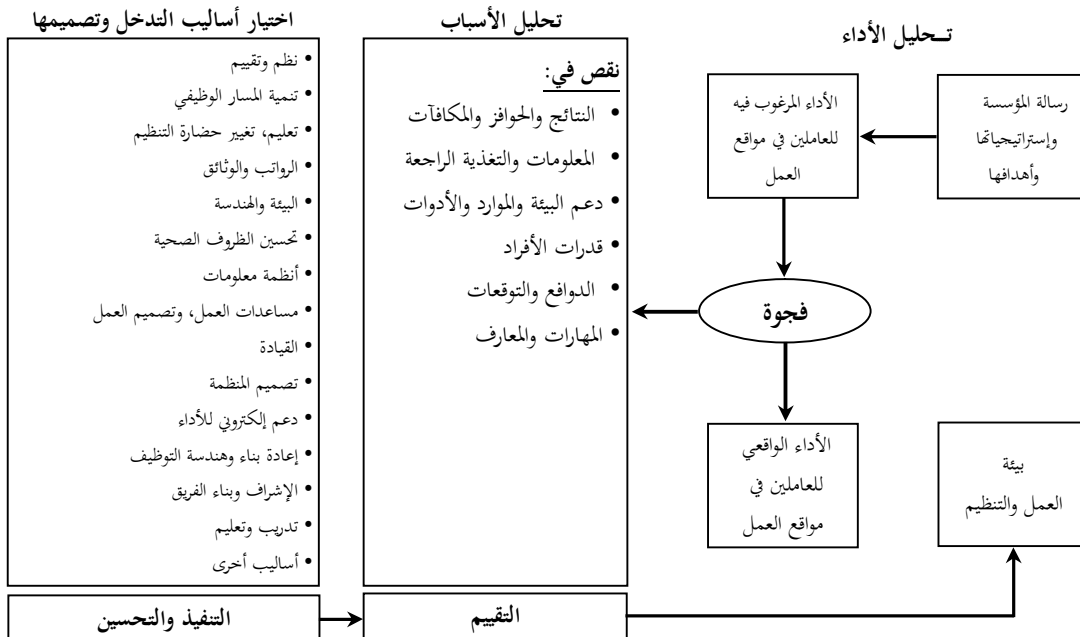 تـحليل الأداء
رسالة المؤسسة
وإستراتيجياتها
وأهدافها
الأداء المرغوب فيه
للعاملين في مواقع
العمل
فجوة
الأداء الواقعي
للعاملين في
مواقع العمل
بيئة
العمل والتنظيم
تحليل الأسباب
نقص في:
• النتائج والحوافز والمكافآت
• المعلومات والتغذية الراجعة
• دعم البيئة والموارد والأدوات
• قدرات الأفراد
• الدوافع والتوقعات
• المهارات والمعارف
اختيار أساليب التدخل وتصميمها
• نظم وتقييم
• تنمية المسار الوظيفي
• تعليم، تغيير حضارة التنظيم
• الرواتب والوثائق
• البيئة والهندسة
• تحسين الظروف الصحية
• أنظمة معلومات
• مساعدات العمل، وتصميم العمل
• القيادة
• تصميم المنظمة
• دعم إلكتروني للأداء
• إعادة بناء وهندسة التوظيف
• الإشراف وبناء الفريق
• تدريب وتعليم
• أساليب أخرى
التنفيذ والتحسين
التقييم